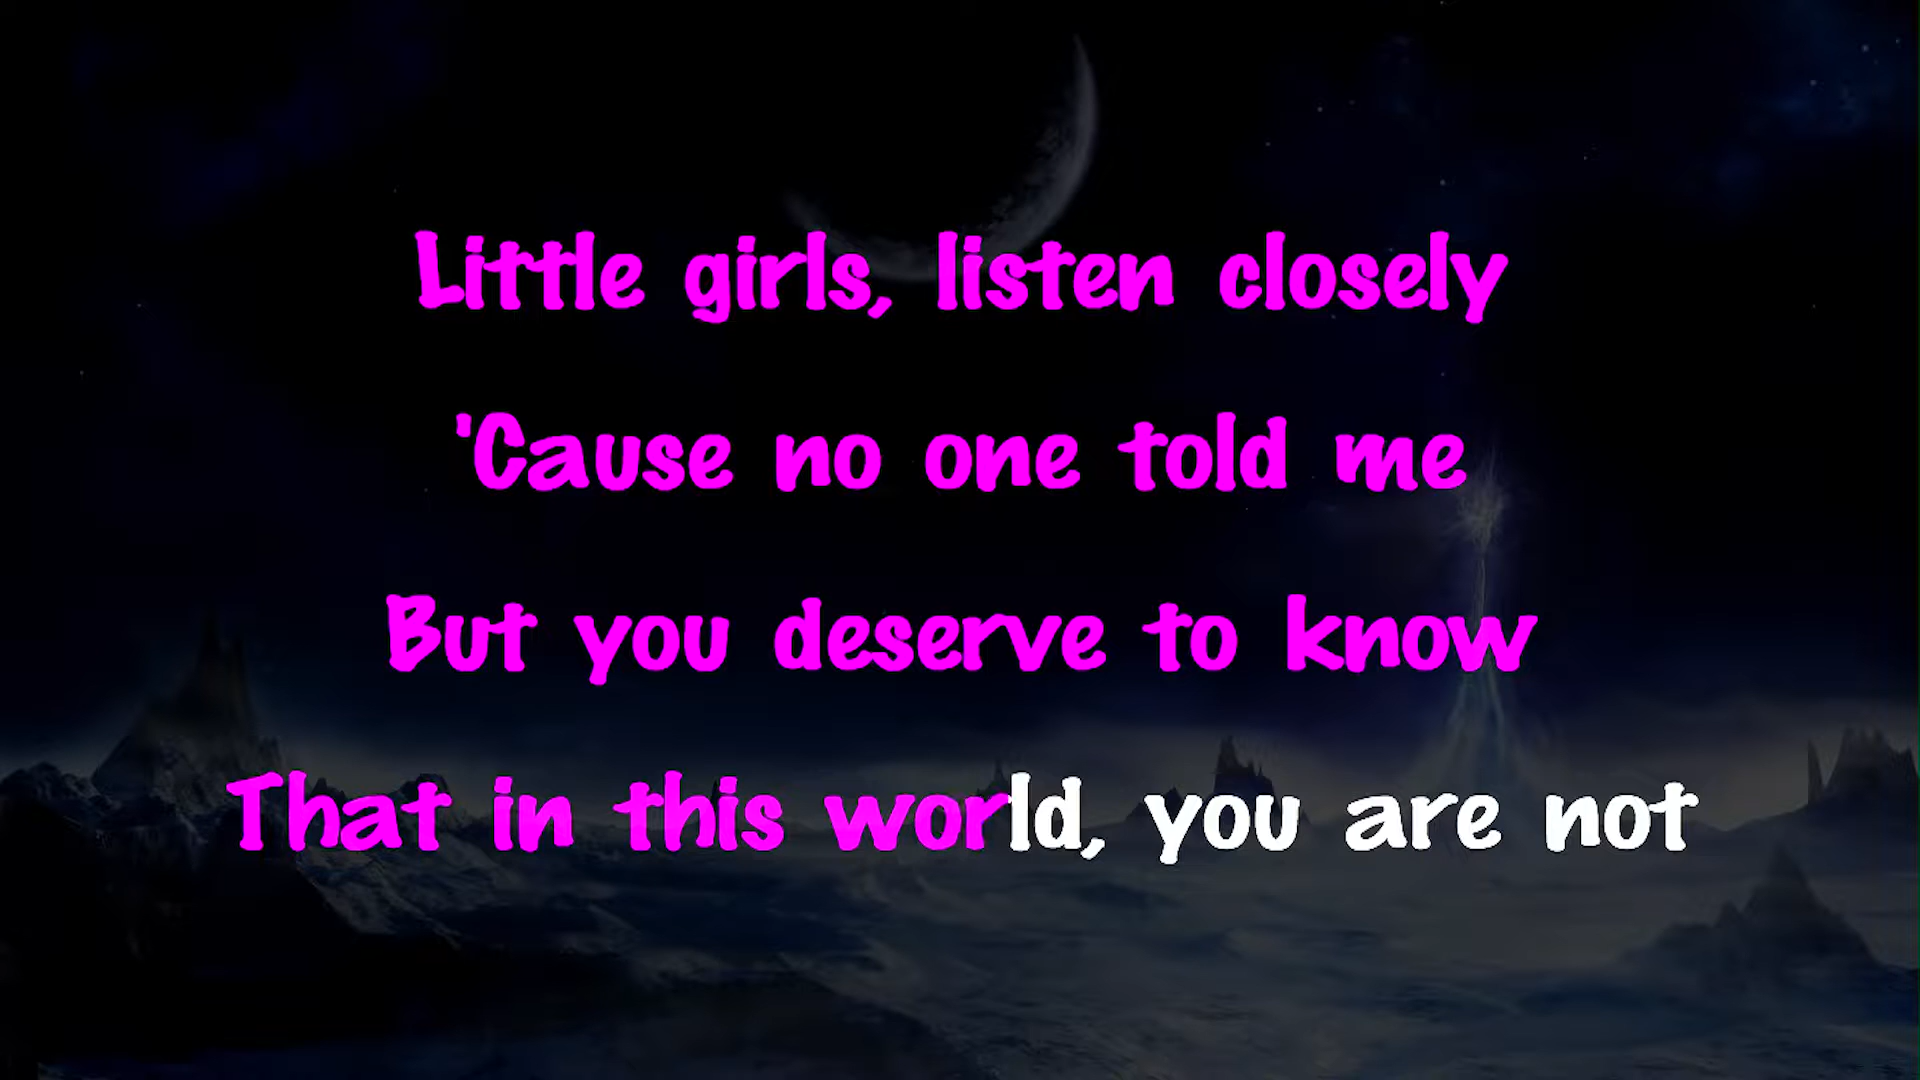 Little girls, listen closely
'Cause no one told me
But you deserve to know
That in this world, you are not